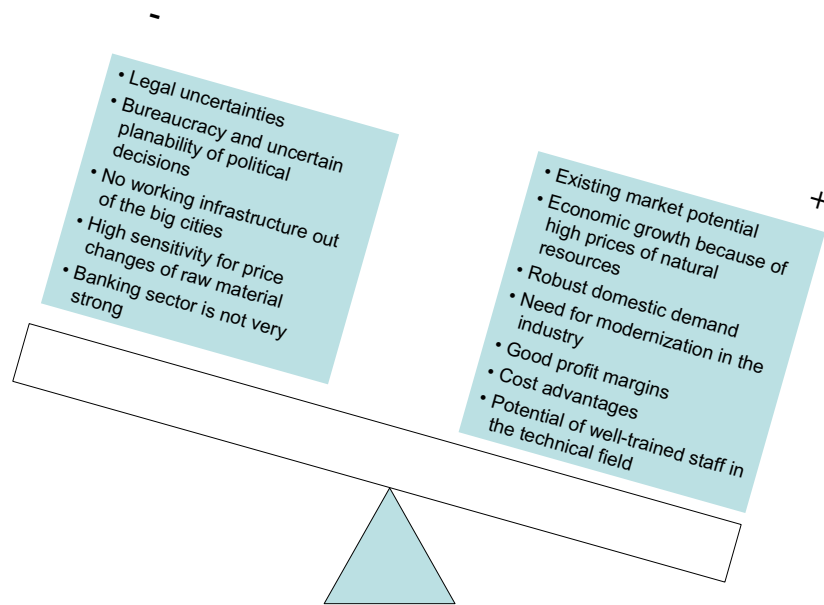 -
• Legal uncertainties
• Bureaucracy and uncertain
planability of political
decisions
• No working infrastructure out
of the big cities
• High sensitivity for price
changes of raw material
• Banking sector is not very
strong
+
• Existing market potential
• Economic growth because of
high prices of natural
resources
• Robust domestic demand
• Need for modernization in the
industry
• Good profit margins
• Cost advantages
• Potential of well-trained staff in
the technical field